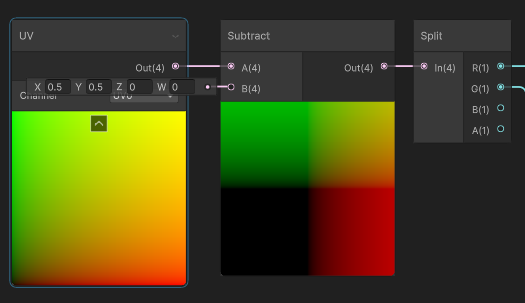 UV
Out(4)
X 0.5 Y 0.5 Z 0 W 0
Channel UV0
Subtract
A(4)
Out(4)
B(4)
Split
In(4)
R(1)
G(1)
B(1)
A(1)